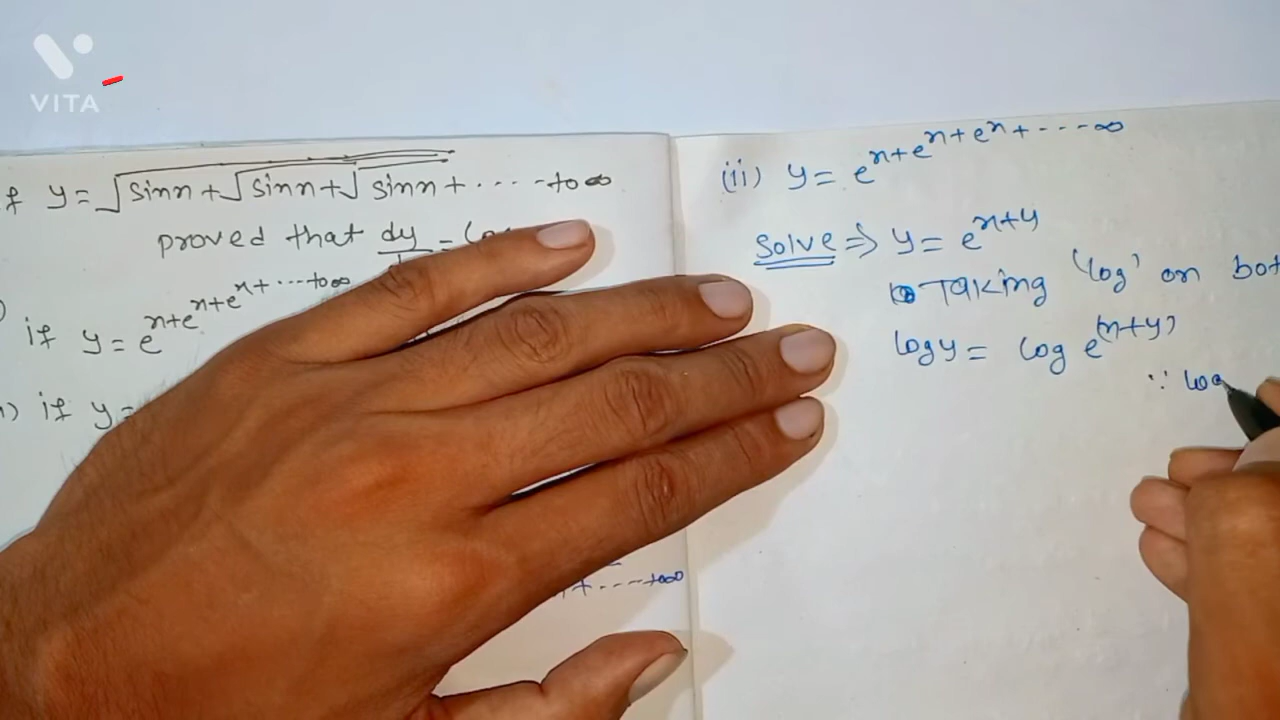 VITA
If y = √sinx + √sinx + √sinx + .... to ∞
proved that dy
if y = e^x+e^x+e^x+ ....to∞
if y =
+ ---- to∞
(ii) y = e^x+e^x+e^x+ ----∞
Solve ⇒ y = e^x+y
Taking 'log' on
log y = log e^(x+y)
∵ log